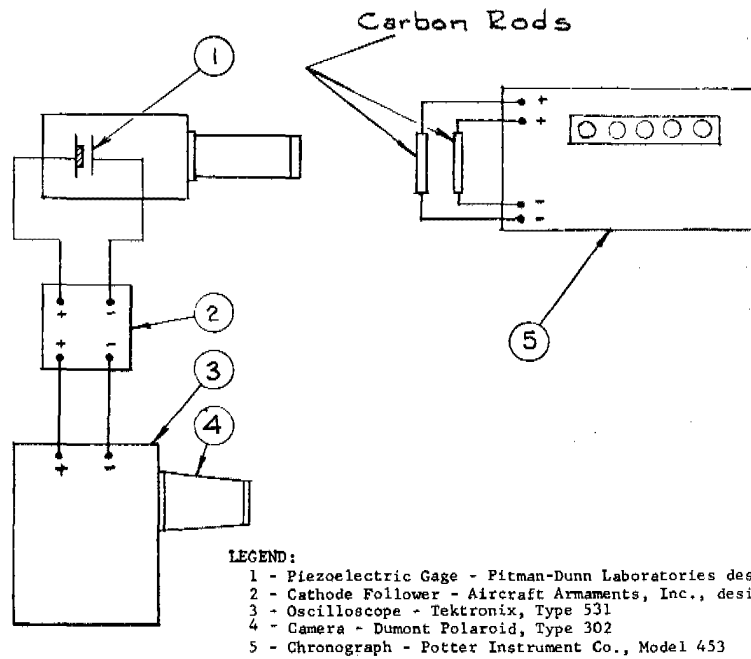 Carbon Rods
1
+
+
-
-
5
+ -
+ -
2
3
4
+ -
LEGEND:
1 - Piezoelectric Gage - Pitman-Dunn Laboratories des
2 - Cathode Follower - Aircraft Armaments, Inc., desi
3 - Oscilloscope - Tektronix, Type 531
4 - Camera - Dumont Polaroid, Type 302
5 - Chronograph - Potter Instrument Co., Model 453